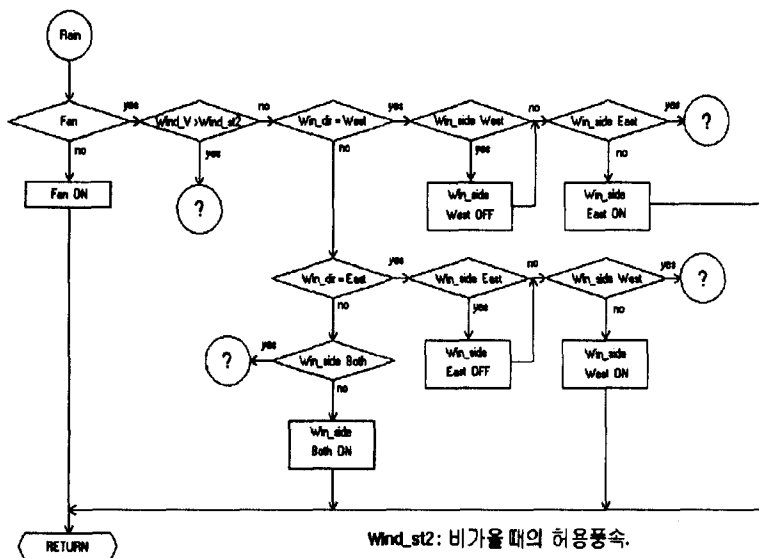 Rain
Fan
yes
no
Wind_V >Wind_st2
no
yes
Win_dir = West
yes
no
Win_side West
no
yes
Win_side East
yes
no
?
Fan ON
?
Win_side
West OFF
Win_side
East ON
Win_dir = East
yes
no
Win_side East
no
yes
Win_side West
yes
no
?
?
yes
Win_side Both
no
Win_side
East OFF
Win_side
West ON
Win_side
Both ON
RETURN
Wind_st2: 비가올 때의 허용풍속.